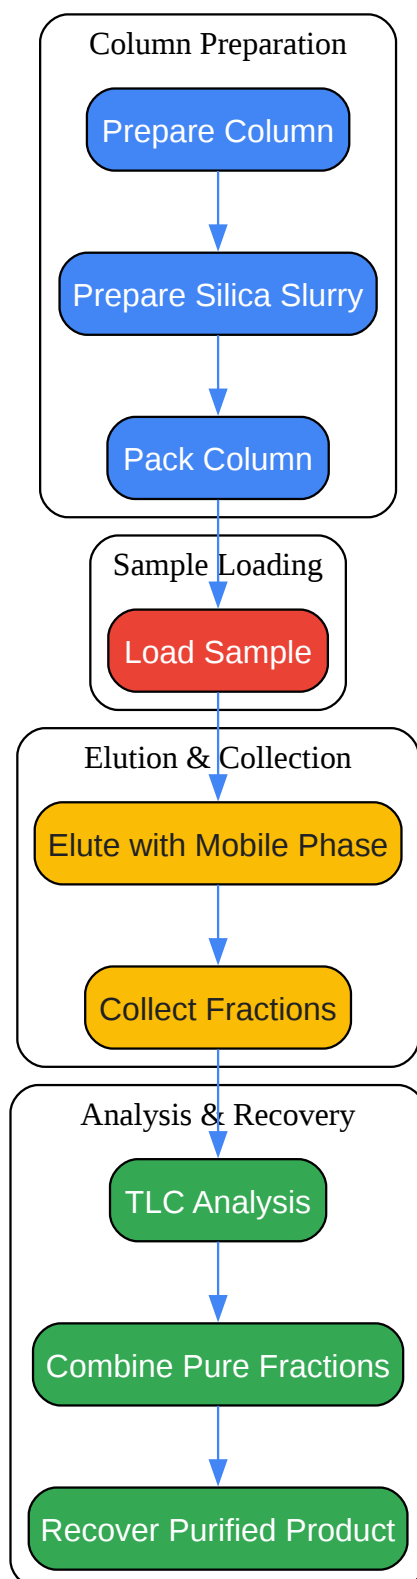 Column Preparation
Prepare Column
Prepare Silica Slurry
Pack Column
Sample Loading
Load Sample
Elution & Collection
Elute with Mobile Phase
Collect Fractions
Analysis & Recovery
TLC Analysis
Combine Pure Fractions
Recover Purified Product